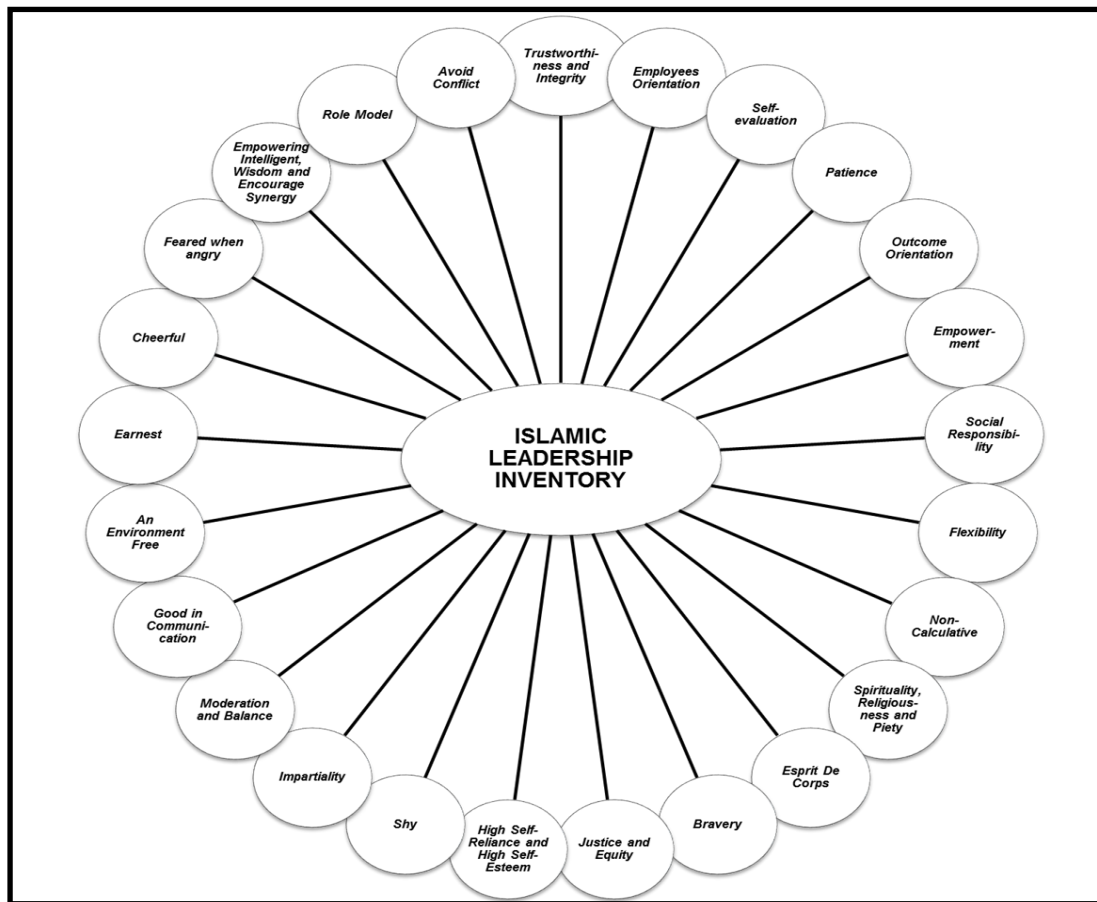 Trustworthi-
ness and
Integrity
Employees
Orientation
Self-
evaluation
Patience
Outcome
Orientation
Empower-
ment
Social
Responsibi-
lity
Flexibility
Non-
Calculative
Spirituality,
Religious-
ness and
Piety
Esprit De
Corps
Bravery
Justice and
Equity
High Self-
Reliance and
High Self-
Esteem
Shy
Impartiality
Moderation
and Balance
Good in
Communi-
cation
An
Environment
Free
Earnest
Cheerful
Feared when
angry
Empowering
Intelligent,
Wisdom and
Encourage
Synergy
Role Model
Avoid
Conflict
ISLAMIC
LEADERSHIP
INVENTORY